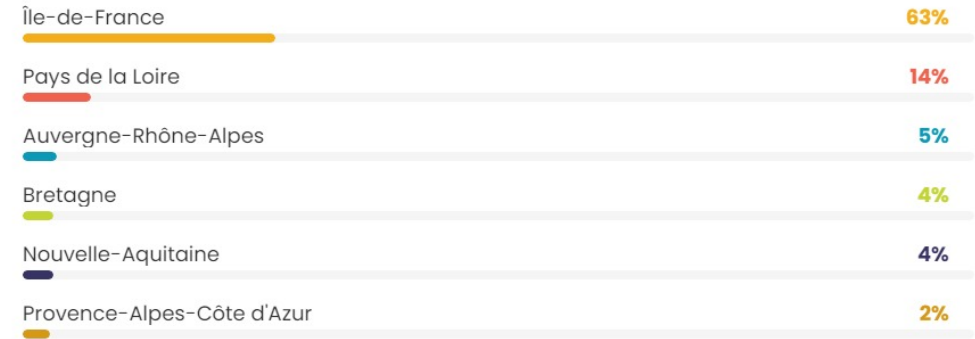 Île-de-France 63%
Pays de la Loire 14%
Auvergne-Rhône-Alpes 5%
Bretagne 4%
Nouvelle-Aquitaine 4%
Provence-Alpes-Côte d'Azur 2%